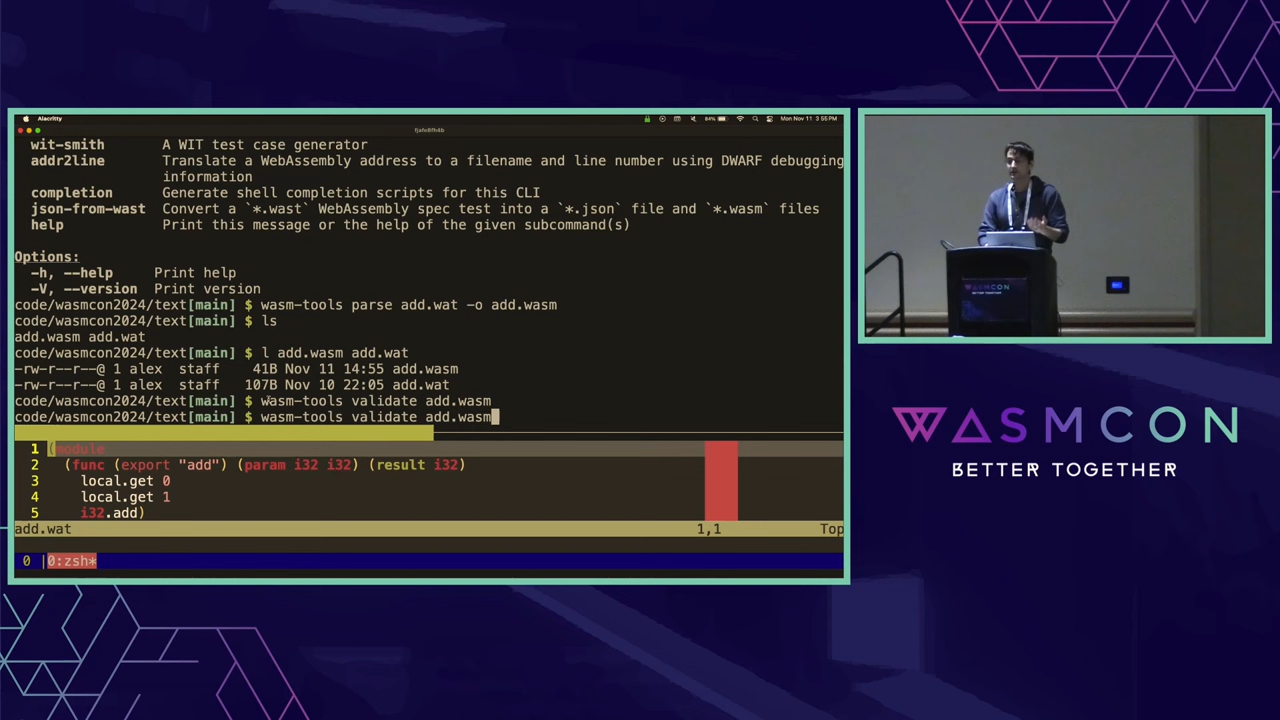 Alacritty
84%
Mon Nov 11 3:55 PM
wit-smith A WIT test case generator
addr2line Translate a WebAssembly address to a filename and line number using DWARF debugging
information
completion Generate shell completion scripts for this CLI
json-from-wast Convert a `*.wast` WebAssembly spec test into a `*.json` file and `*.wasm` files
help Print this message or the help of the given subcommand(s)
Options:
-h, --help Print help
-V, --version Print version
code/wasmcon2024/text[main] $ wasm-tools parse add.wat -o add.wasm
code/wasmcon2024/text[main] $ ls
add.wasm add.wat
code/wasmcon2024/text[main] $ l add.wasm add.wat
-rw-r--r--@ 1 alex staff 41B Nov 11 14:55 add.wasm
-rw-r--r--@ 1 alex staff 107B Nov 10 22:05 add.wat
code/wasmcon2024/text[main] $ wasm-tools validate add.wasm
code/wasmcon2024/text[main] $ wasm-tools validate add.wasm
1 (module
2 (func (export "add") (param i32 i32) (result i32)
3 local.get 0
4 local.get 1
5 i32.add)
add.wat 1,1 Top
0 |0:zsh*
WASMCON
WASMCON
BETTER TOGETHER